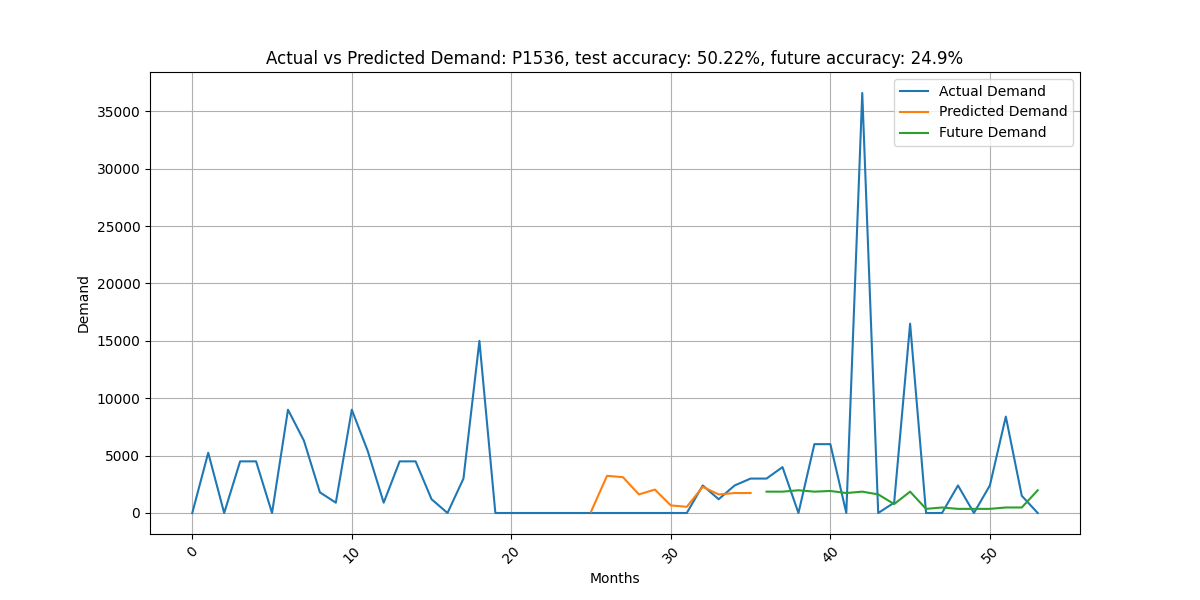 Actual vs Predicted Demand: P1536, test accuracy: 50.22%, future accuracy: 24.9%
Actual Demand
Predicted Demand
Future Demand
35000
30000
25000
20000
15000
10000
5000
0
Demand
0
10
20
30
40
50
Months